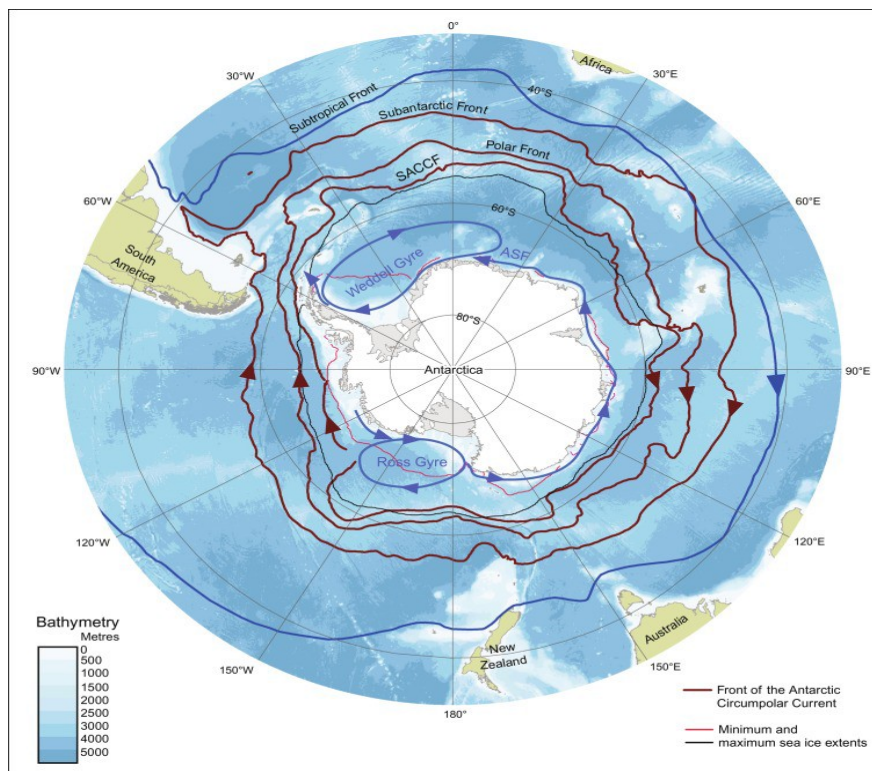 0°
30°W
30°E
Africa
40°S
Subtropical Front
Subantarctic Front
Polar Front
SACCF
60°W
60°S
60°E
South
America
Weddell Gyre
ASF
80°S
90°W
Antarctica
90°E
Ross Gyre
120°W
120°E
Bathymetry
Metres
0
500
1000
1500
2000
2500
3000
4000
5000
150°W
New
Zealand
Australia
150°E
180°
Front of the Antarctic
Circumpolar Current
Minimum and
maximum sea ice extents